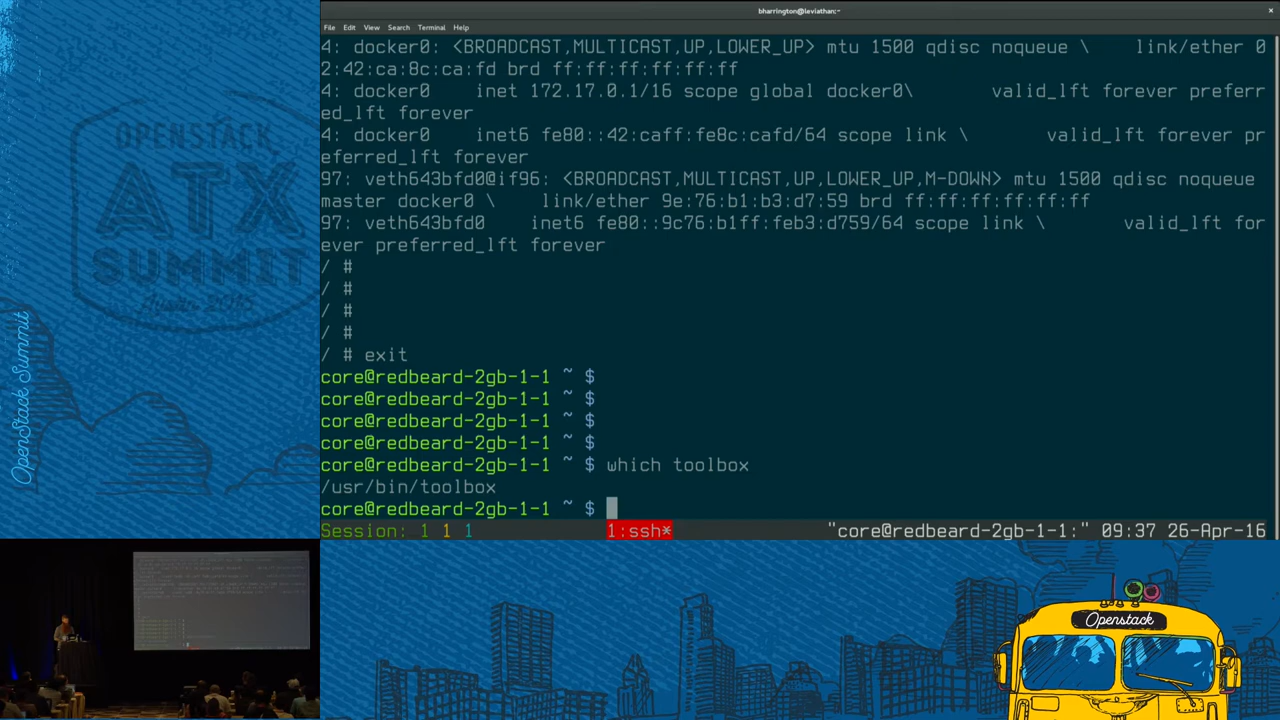 bharrington@leviathan:~
File Edit View Search Terminal Help
4: docker0: <BROADCAST,MULTICAST,UP,LOWER_UP> mtu 1500 qdisc noqueue \    link/ether 0
2:42:ca:8c:ca:fd brd ff:ff:ff:ff:ff:ff
4: docker0    inet 172.17.0.1/16 scope global docker0\       valid_lft forever preferr
ed_lft forever
4: docker0    inet6 fe80::42:caff:fe8c:cafd/64 scope link \       valid_lft forever pr
eferred_lft forever
97: veth643bfd0@if96: <BROADCAST,MULTICAST,UP,LOWER_UP,M-DOWN> mtu 1500 qdisc noqueue
master docker0 \    link/ether 9e:76:b1:b3:d7:59 brd ff:ff:ff:ff:ff:ff
97: veth643bfd0    inet6 fe80::9c76:b1ff:feb3:d759/64 scope link \       valid_lft for
ever preferred_lft forever
/ #
/ #
/ #
/ #
/ # exit
core@redbeard-2gb-1-1 ~ $
core@redbeard-2gb-1-1 ~ $
core@redbeard-2gb-1-1 ~ $
core@redbeard-2gb-1-1 ~ $
core@redbeard-2gb-1-1 ~ $ which toolbox
/usr/bin/toolbox
core@redbeard-2gb-1-1 ~ $
Session: 1 1 1 1:ssh* "core@redbeard-2gb-1-1:" 09:37 26-Apr-16
OPENSTACK
ATX
SUMMIT
Austin 2016
OpenStack Summit
Openstack